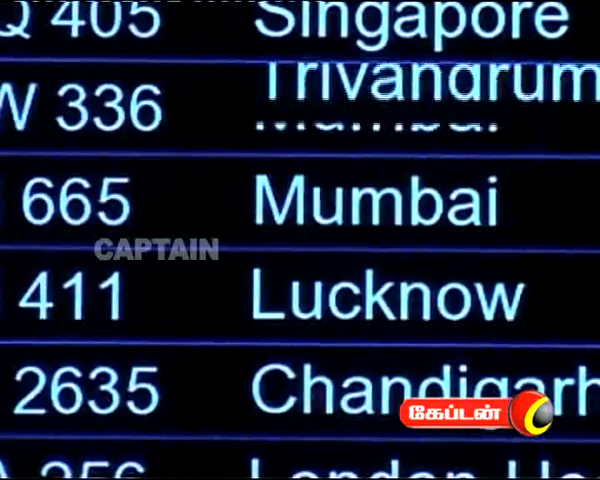 Q 405 Singapore
W 336 Trivandrum
665 Mumbai
CAPTAIN
411 Lucknow
2635 Chandigarh
கேப்டன்